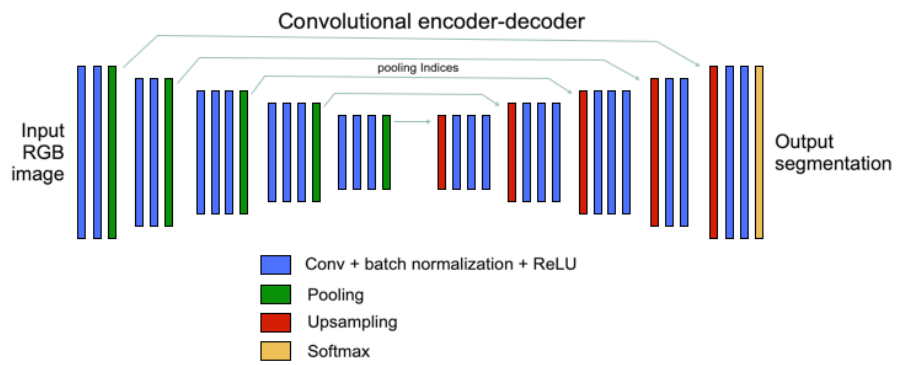 Convolutional encoder-decoder
pooling Indices
Input
RGB
image
Output
segmentation
Conv + batch normalization + ReLU
Pooling
Upsampling
Softmax